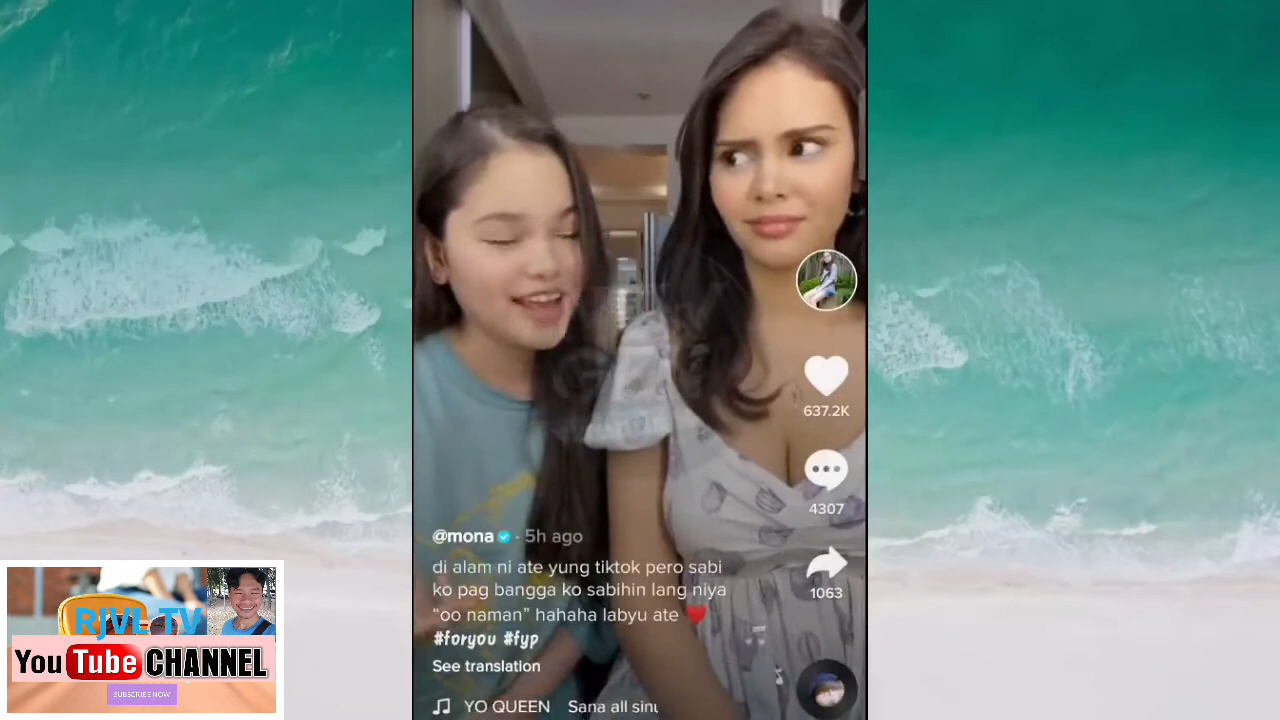 637.2K
4307
@mona · 5h ago
di alam ni ate yung tiktok pero sabi
ko pag bangga ko sabihin lang niya
“oo naman” hahaha labyu ate ❤️
1063
#foryou #fyp
See translation
YO QUEEN Sana all sinu
RJVL TV
YouTube CHANNEL
SUBSCRIBE NOW